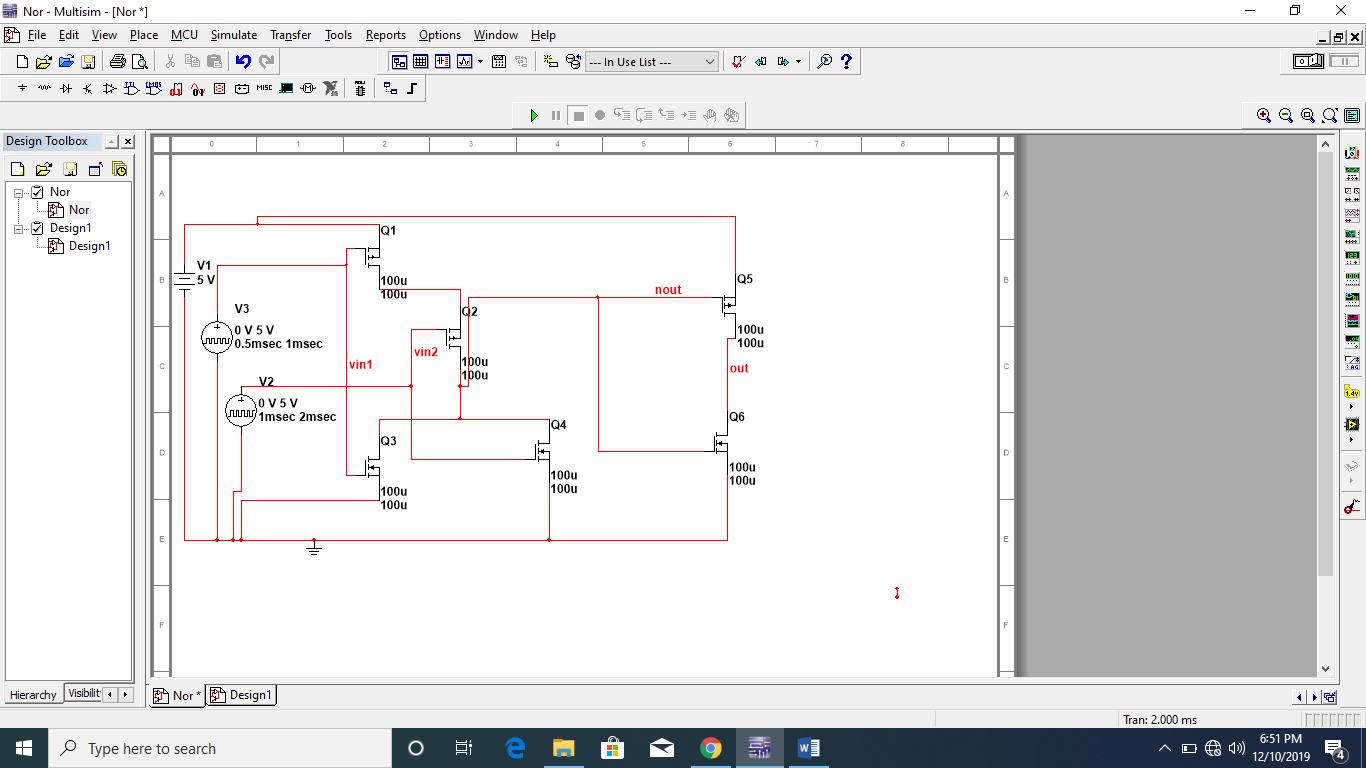 Nor - Multisim - [Nor *]
File Edit View Place MCU Simulate Transfer Tools Reports Options Window Help
--- In Use List ---
MISC
Design Toolbox
Nor
Nor
Design1
Design1
Hierarchy Visibilit
0 1 2 3 4 5 6 7 8
A A
B B
C C
D D
E E
F F
V1
5 V
V3
0 V 5 V
0.5msec 1msec
V2
0 V 5 V
1msec 2msec
Q1
100u
100u
Q2
100u
100u
vin1
vin2
Q3
100u
100u
Q4
100u
100u
nout
Q5
100u
100u
out
Q6
100u
100u
1.4v
Nor * Design1
Tran: 2.000 ms
Type here to search
6:51 PM
12/10/2019
4